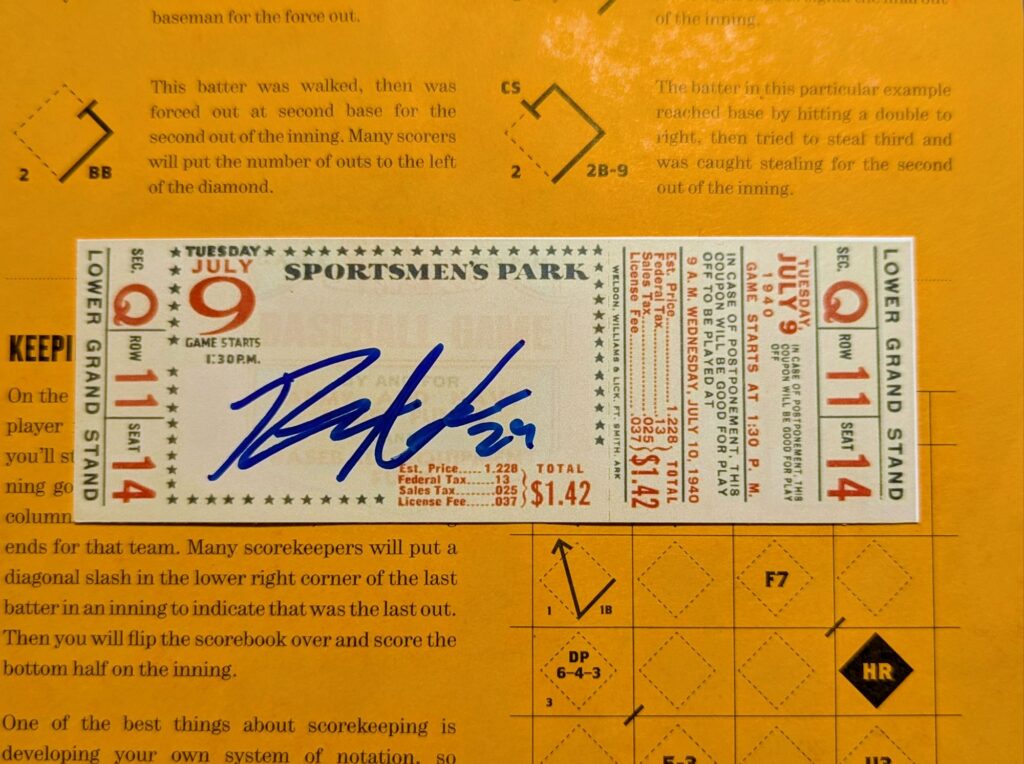 baseman for the force out.
of the inning.
This batter was walked, then was
forced out at second base for the
second out of the inning. Many scorers
will put the number of outs to the left
of the diamond.
2
BB
CS
2
2B-9
The batter in this particular example
reached base by hitting a double to
right, then tried to steal third and
was caught stealing for the second
out of the inning.
LOWER GRAND STAND
SEC.
Q
ROW
11
SEAT
14
TUESDAY
JULY
9
GAME STARTS
1:30 P.M.
SPORTSMEN'S PARK
24
Est. Price.....1.228
Federal Tax......13
Sales Tax........025
License Fee......037
TOTAL
$1.42
WELDON, WILLIAMS & LICK, FT. SMITH, ARK
Est. Price.........1.228
Federal Tax..........13
Sales Tax...........025
License Fee.........037
TOTAL
$1.42
IN CASE OF POSTPONEMENT, THIS
COUPON WILL BE GOOD FOR PLAY
OFF TO BE PLAYED AT
9 A.M. WEDNESDAY, JULY 10, 1940
TUESDAY,
JULY 9
1940
GAME STARTS AT 1:30 P. M.
IN CASE OF POSTPONEMENT, THIS
COUPON WILL BE GOOD FOR PLAY
OFF
SEC.
Q
ROW
11
SEAT
14
LOWER GRAND STAND
KEEPI
On the
player
you'll st
ning go
column
ends for that team. Many scorekeepers will put a
diagonal slash in the lower right corner of the last
batter in an inning to indicate that was the last out.
Then you will flip the scorebook over and score the
bottom half on the inning.
One of the best things about scorekeeping is
developing your own system of notation, so
1
1B
F7
DP
6-4-3
3
HR